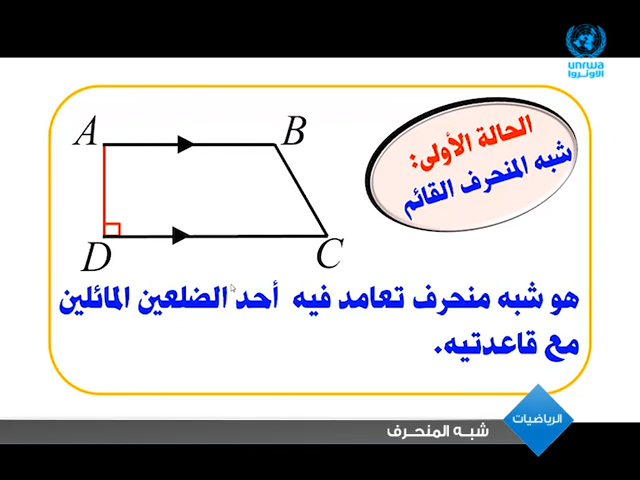 unrwa
الاونروا
الحالة الأولى:
شبه المنحرف القائم
A
B
D
C
هو شبه منحرف تعامد فيه أحد الضلعين المائلين
مع قاعدتيه.
الرياضيات
شبه المنحرف